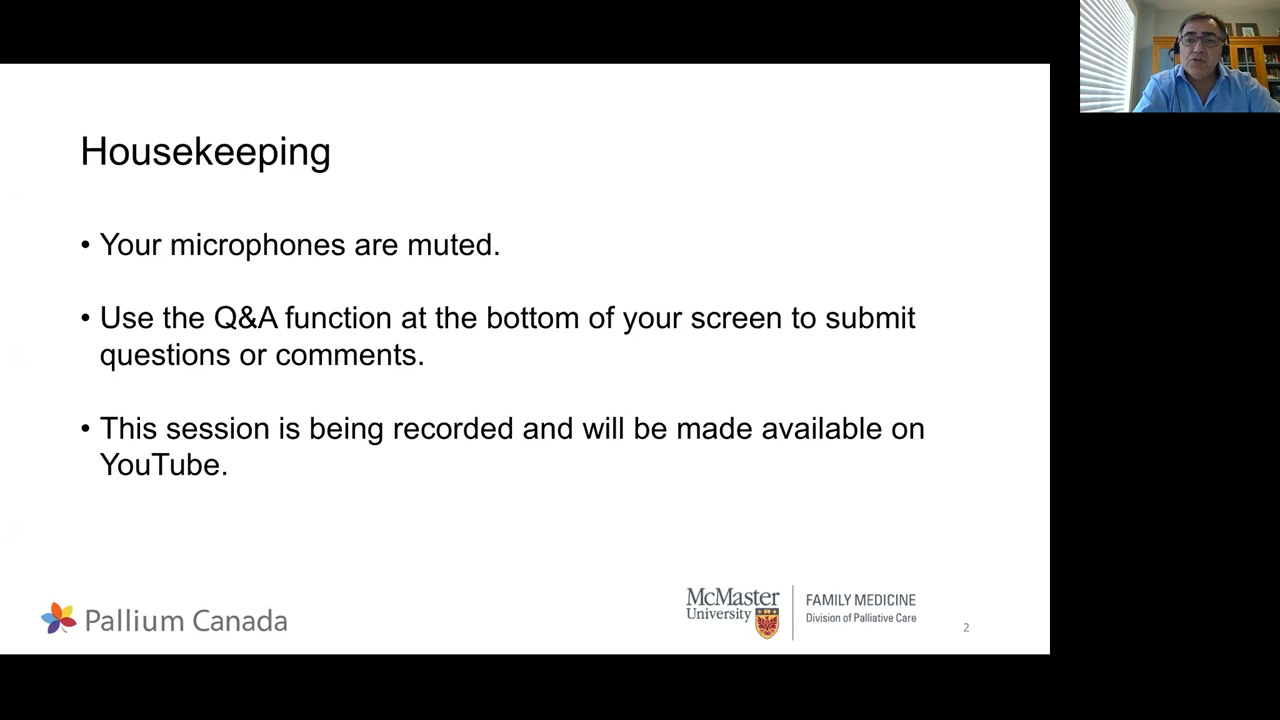 Housekeeping
• Your microphones are muted.
• Use the Q&A function at the bottom of your screen to submit
questions or comments.
• This session is being recorded and will be made available on
YouTube.
Pallium Canada
McMaster
University
FAMILY MEDICINE
Division of Palliative Care
2